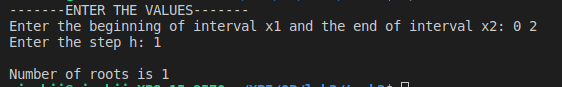 -------ENTER THE VALUES-------
Enter the beginning of interval x1 and the end of interval x2: 0 2
Enter the step h: 1
Number of roots is 1